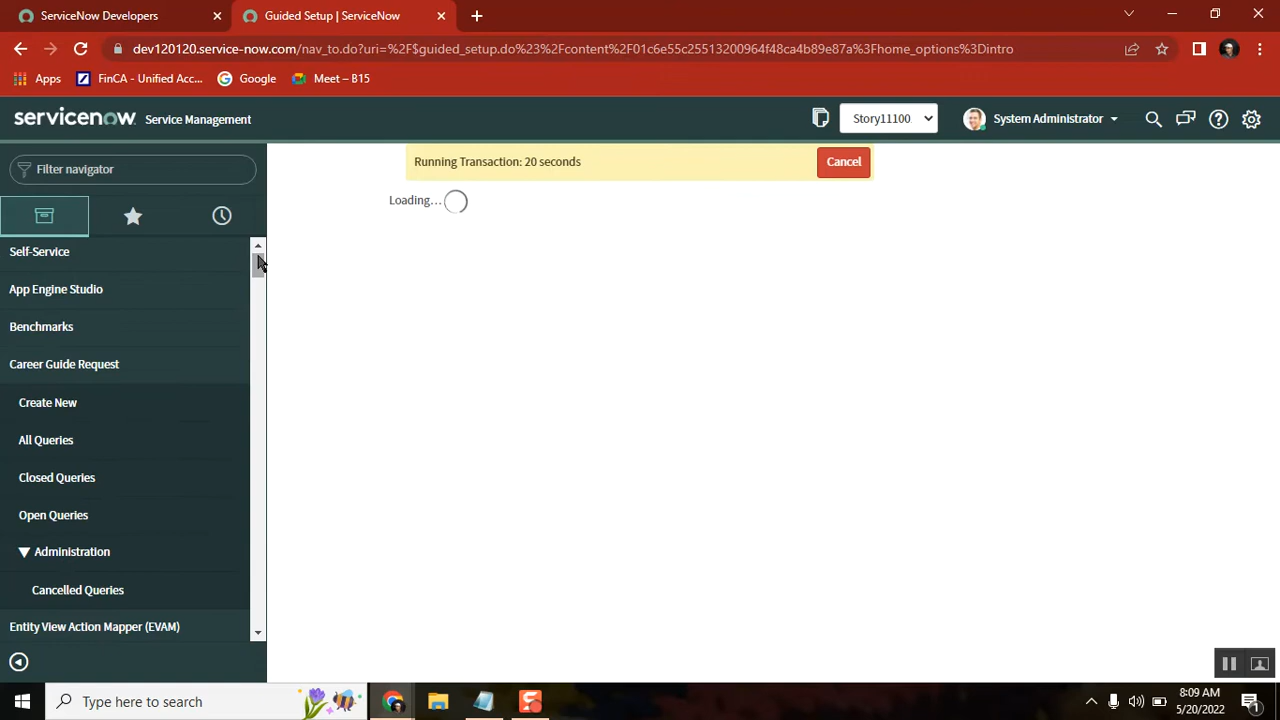 ServiceNow Developers
Guided Setup | ServiceNow
dev120120.service-now.com/nav_to.do?uri=%2F$guided_setup.do%23%2Fcontent%2F01c6e55c25513200964f48ca4b89e87a%3Fhome_options%3Dintro
Apps
FinCA - Unified Acc...
Google
Meet – B15
servicenow Service Management
Story11100
System Administrator
Filter navigator
Running Transaction: 20 seconds
Cancel
Loading...
Self-Service
App Engine Studio
Benchmarks
Career Guide Request
Create New
All Queries
Closed Queries
Open Queries
Administration
Cancelled Queries
Entity View Action Mapper (EVAM)
Type here to search
8:09 AM
5/20/2022
1